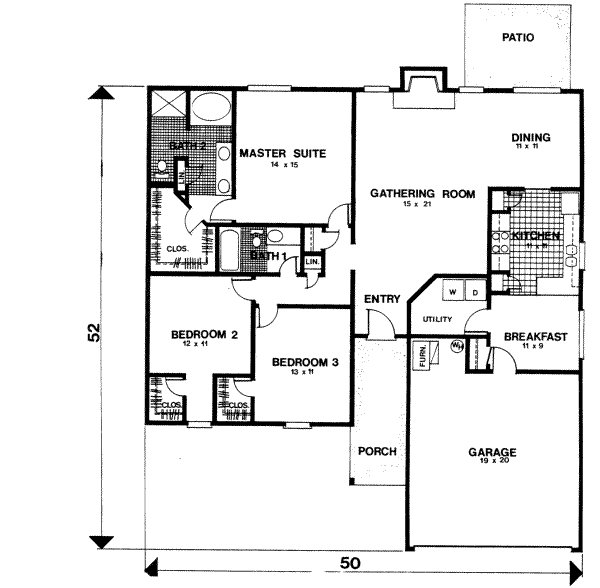 PATIO
BATH 2
LIN.
MASTER SUITE
14 x 15
DINING
11 x 11
GATHERING ROOM
15 x 21
CLOS.
BATH 1
LIN.
KITCHEN
11 x 11
ENTRY
W D
UTILITY
BREAKFAST
11 x 9
BEDROOM 2
12 x 11
BEDROOM 3
13 x 11
FURN.
WH
CLOS.
CLOS.
52
PORCH
GARAGE
19 x 20
50